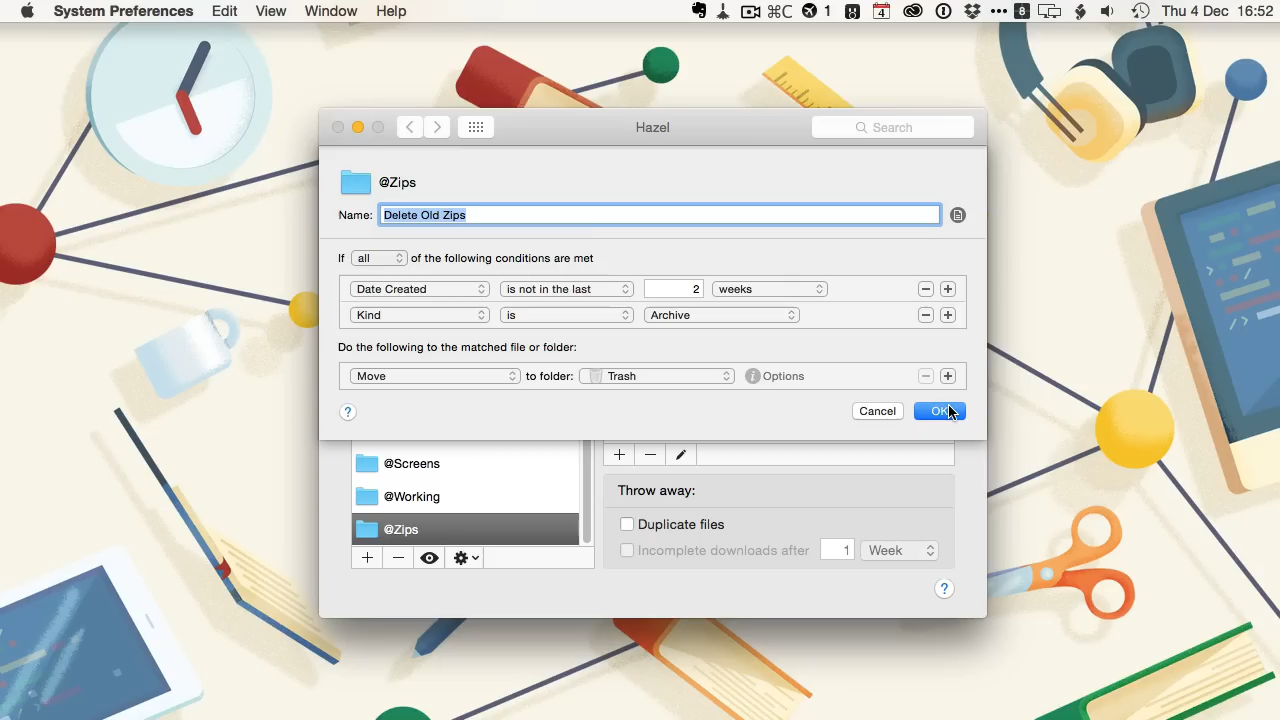 System Preferences Edit View Window Help ⌘C 1 4 8 Thu 4 Dec 16:52
Hazel
Search
@Zips
Name: Delete Old Zips
If all of the following conditions are met
Date Created is not in the last 2 weeks
Kind is Archive
Do the following to the matched file or folder:
Move to folder: Trash Options
? Cancel OK
@Screens
@Working
@Zips
Throw away:
Duplicate files
Incomplete downloads after 1 Week
?